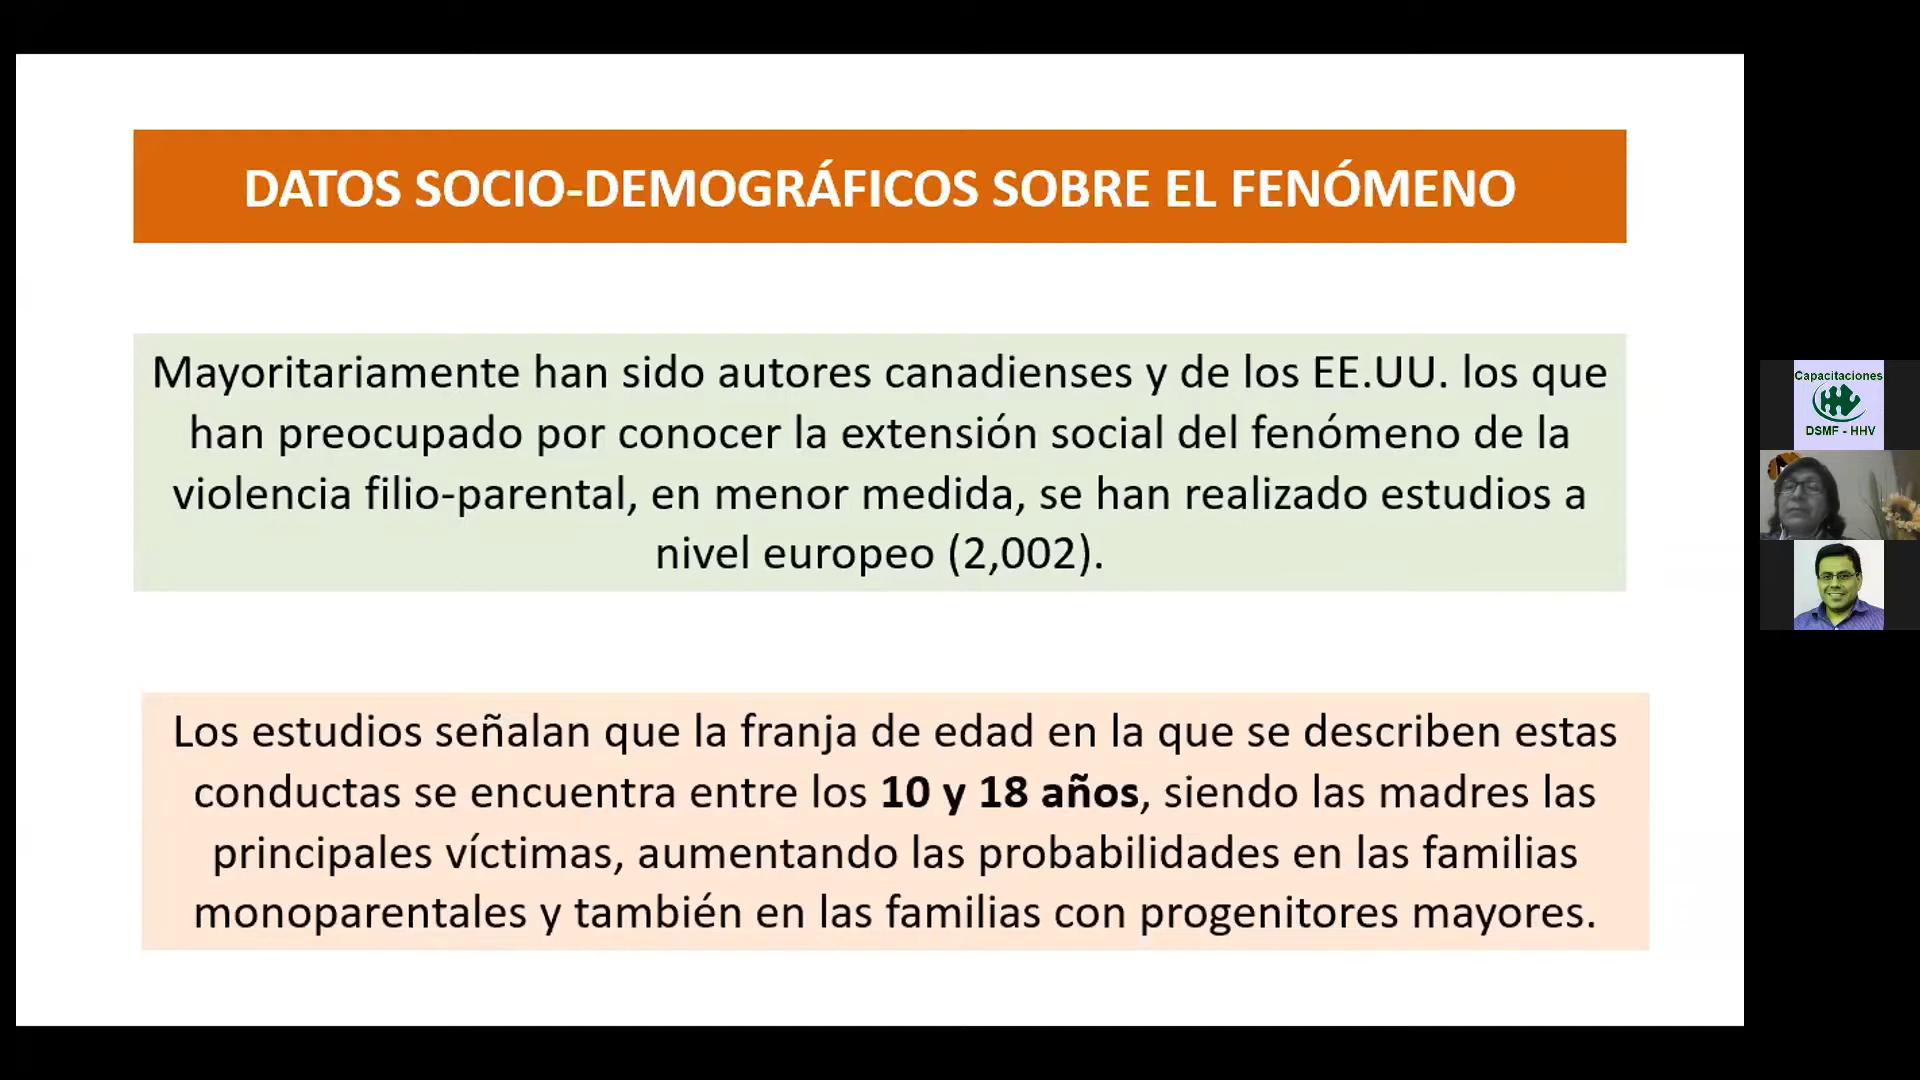 DATOS SOCIO-DEMOGRÁFICOS SOBRE EL FENÓMENO
Mayoritariamente han sido autores canadienses y de los EE.UU. los que
han preocupado por conocer la extensión social del fenómeno de la
violencia filio-parental, en menor medida, se han realizado estudios a
nivel europeo (2,002).
Los estudios señalan que la franja de edad en la que se describen estas
conductas se encuentra entre los 10 y 18 años, siendo las madres las
principales víctimas, aumentando las probabilidades en las familias
monoparentales y también en las familias con progenitores mayores.
Capacitaciones
DSMF - HHV